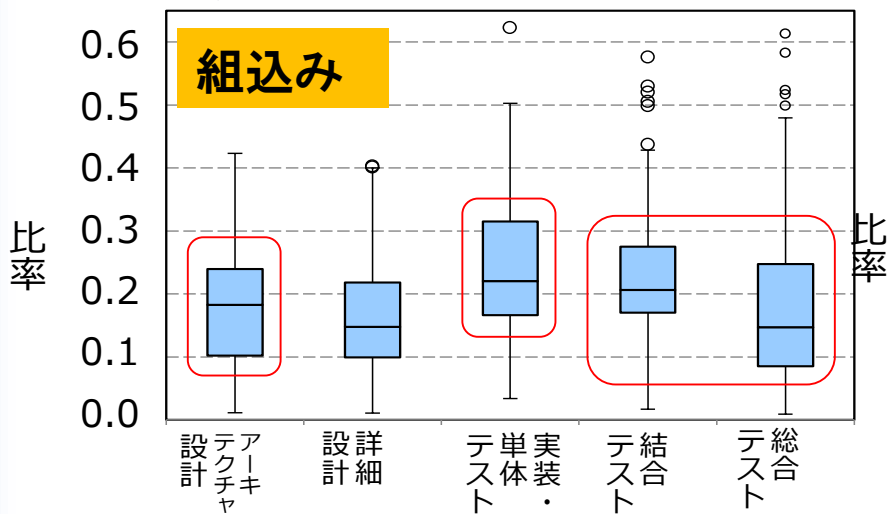 組込み
比率
0.6
0.5
0.4
0.3
0.2
0.1
0.0
比率
アーキ
テクチャ
設計
詳細
設計
実装・
単体
テスト
結合
テスト
総合
テスト